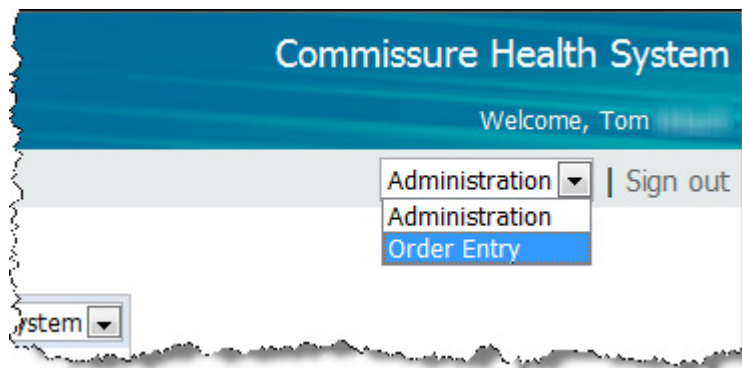 Commissure Health System
Welcome, Tom
Administration | Sign out
Administration
Order Entry
ystem